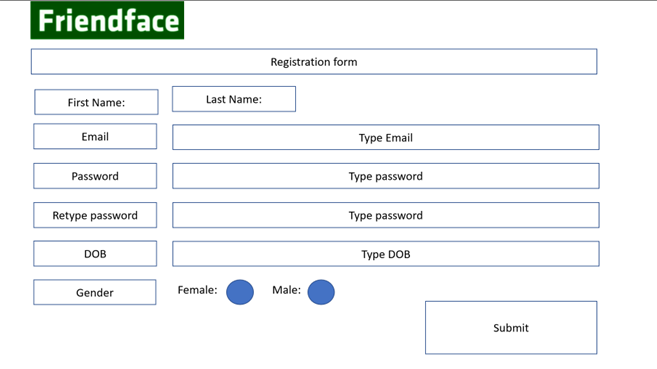 Friendface
Registration form
First Name:
Last Name:
Email
Type Email
Password
Type password
Retype password
Type password
DOB
Type DOB
Gender
Female:
Male:
Submit